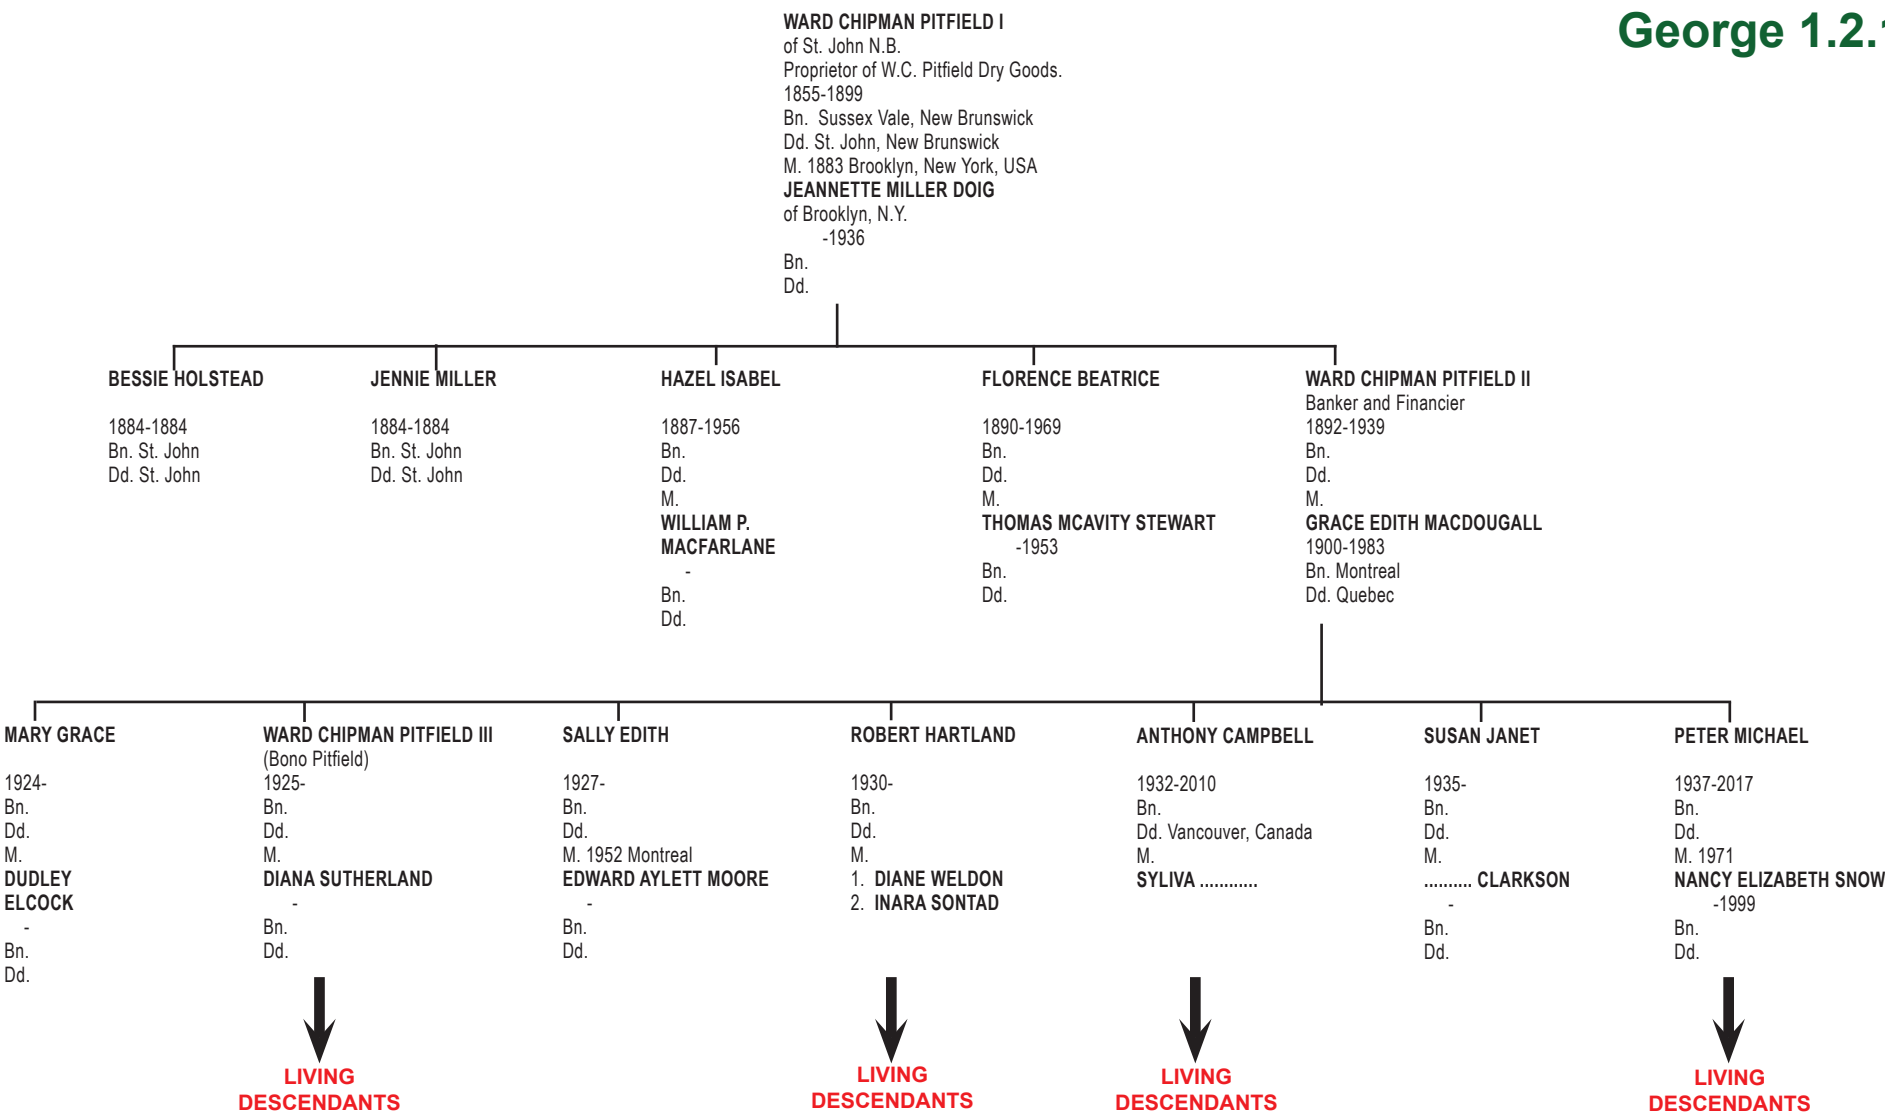 George 1.2.1
WARD CHIPMAN PITFIELD I
of St. John N.B.
Proprietor of W.C. Pitfield Dry Goods.
1855-1899
Bn. Sussex Vale, New Brunswick
Dd. St. John, New Brunswick
M. 1883 Brooklyn, New York, USA
JEANNETTE MILLER DOIG
of Brooklyn, N.Y.
-1936
Bn.
Dd.
BESSIE HOLSTEAD
1884-1884
Bn. St. John
Dd. St. John
JENNIE MILLER
1884-1884
Bn. St. John
Dd. St. John
HAZEL ISABEL
1887-1956
Bn.
Dd.
M.
WILLIAM P.
MACFARLANE
-
Bn.
Dd.
FLORENCE BEATRICE
1890-1969
Bn.
Dd.
M.
THOMAS MCAVITY STEWART
-1953
Bn.
Dd.
WARD CHIPMAN PITFIELD II
Banker and Financier
1892-1939
Bn.
Dd.
M.
GRACE EDITH MACDOUGALL
1900-1983
Bn. Montreal
Dd. Quebec
MARY GRACE
1924-
Bn.
Dd.
M.
DUDLEY
ELCOCK
-
Bn.
Dd.
WARD CHIPMAN PITFIELD III
(Bono Pitfield)
1925-
Bn.
Dd.
M.
DIANA SUTHERLAND
-
Bn.
Dd.
LIVING
DESCENDANTS
SALLY EDITH
1927-
Bn.
Dd.
M. 1952 Montreal
EDWARD AYLETT MOORE
-
Bn.
Dd.
ROBERT HARTLAND
1930-
Bn.
Dd.
M.
1. DIANE WELDON
2. INARA SONTAD
LIVING
DESCENDANTS
ANTHONY CAMPBELL
1932-2010
Bn.
Dd. Vancouver, Canada
M.
SYLIVA ............
LIVING
DESCENDANTS
SUSAN JANET
1935-
Bn.
Dd.
M.
.......... CLARKSON
-
Bn.
Dd.
PETER MICHAEL
1937-2017
Bn.
Dd.
M. 1971
NANCY ELIZABETH SNOW
-1999
Bn.
Dd.
LIVING
DESCENDANTS